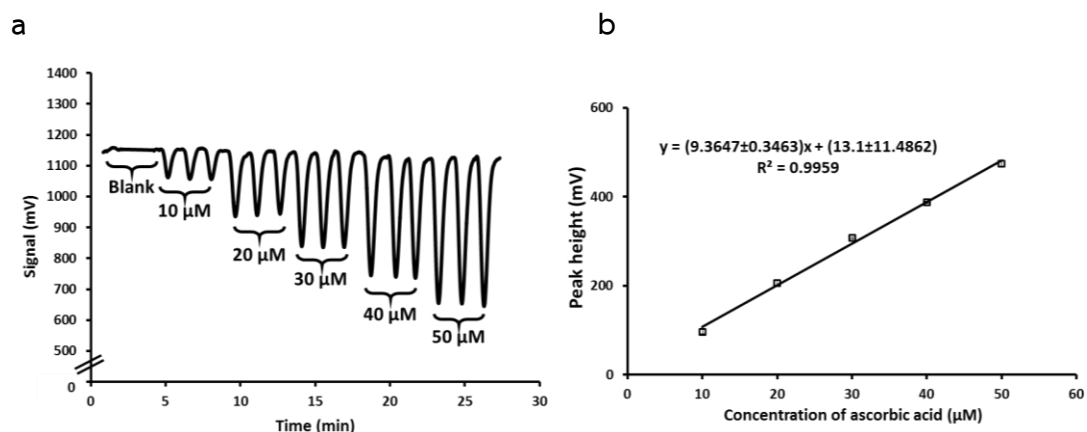 a
1400
1300
1200
1100
1000
900
800
700
600
500
0
Signal (mV)
Blank
10 µM
20 µM
30 µM
40 µM
50 µM
0 5 10 15 20 25 30
Time (min)
b
600
400
200
0
Peak height (mV)
y = (9.3647±0.3463)x + (13.1±11.4862)
R² = 0.9959
0 10 20 30 40 50 60
Concentration of ascorbic acid (µM)